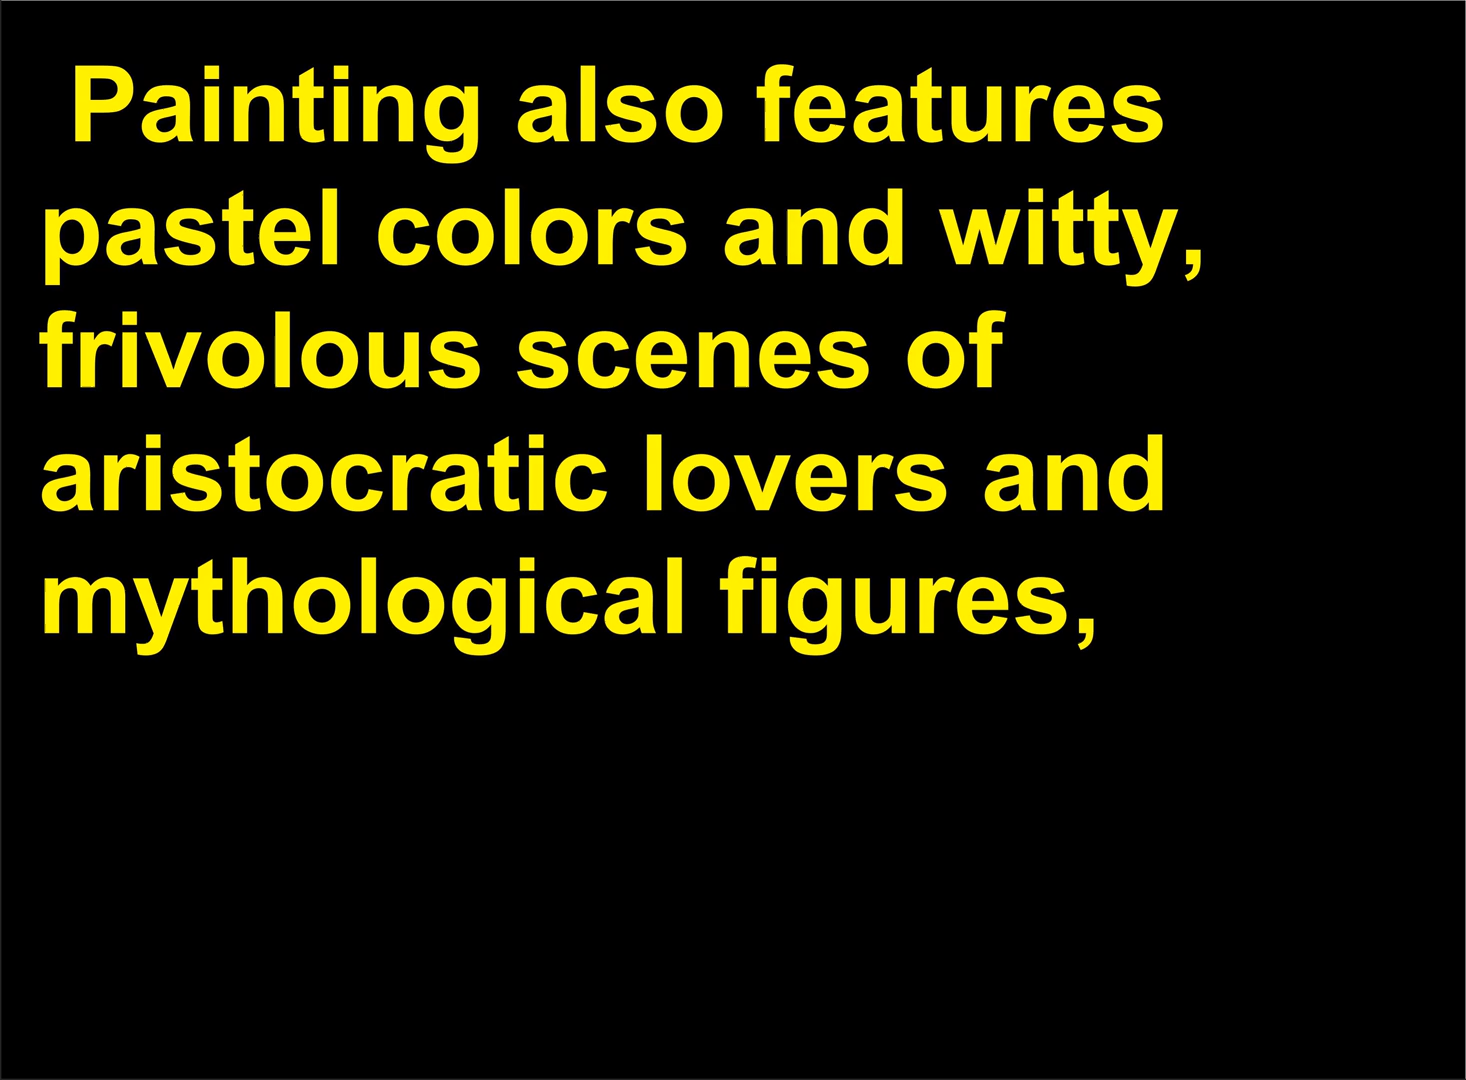 Painting also features
pastel colors and witty,
frivolous scenes of
aristocratic lovers and
mythological figures,